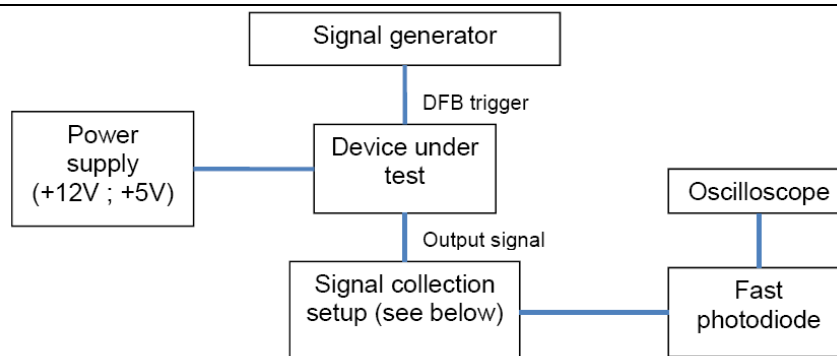 Signal generator
DFB trigger
Power
supply
(+12V ; +5V)
Device under
test
Oscilloscope
Output signal
Signal collection
setup (see below)
Fast
photodiode